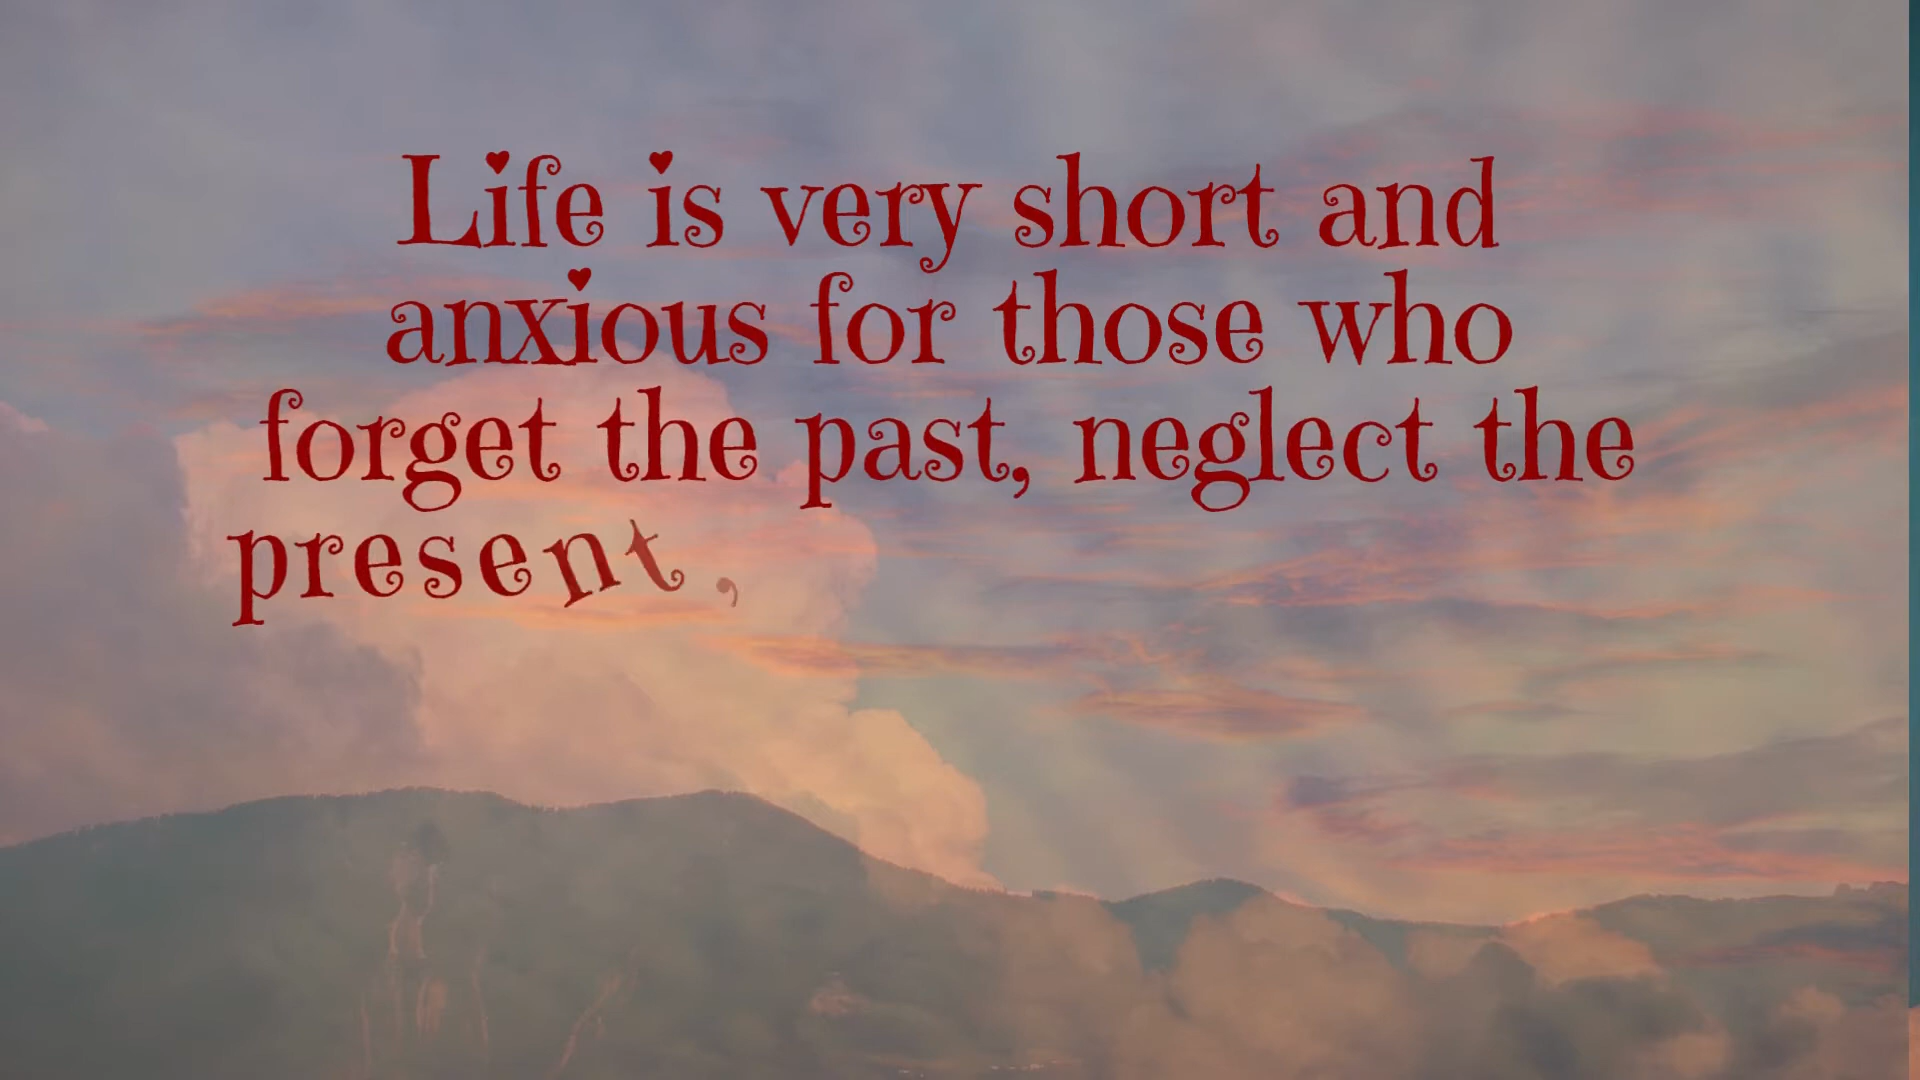 Life is very short and
anxious for those who
forget the past, neglect the
present,